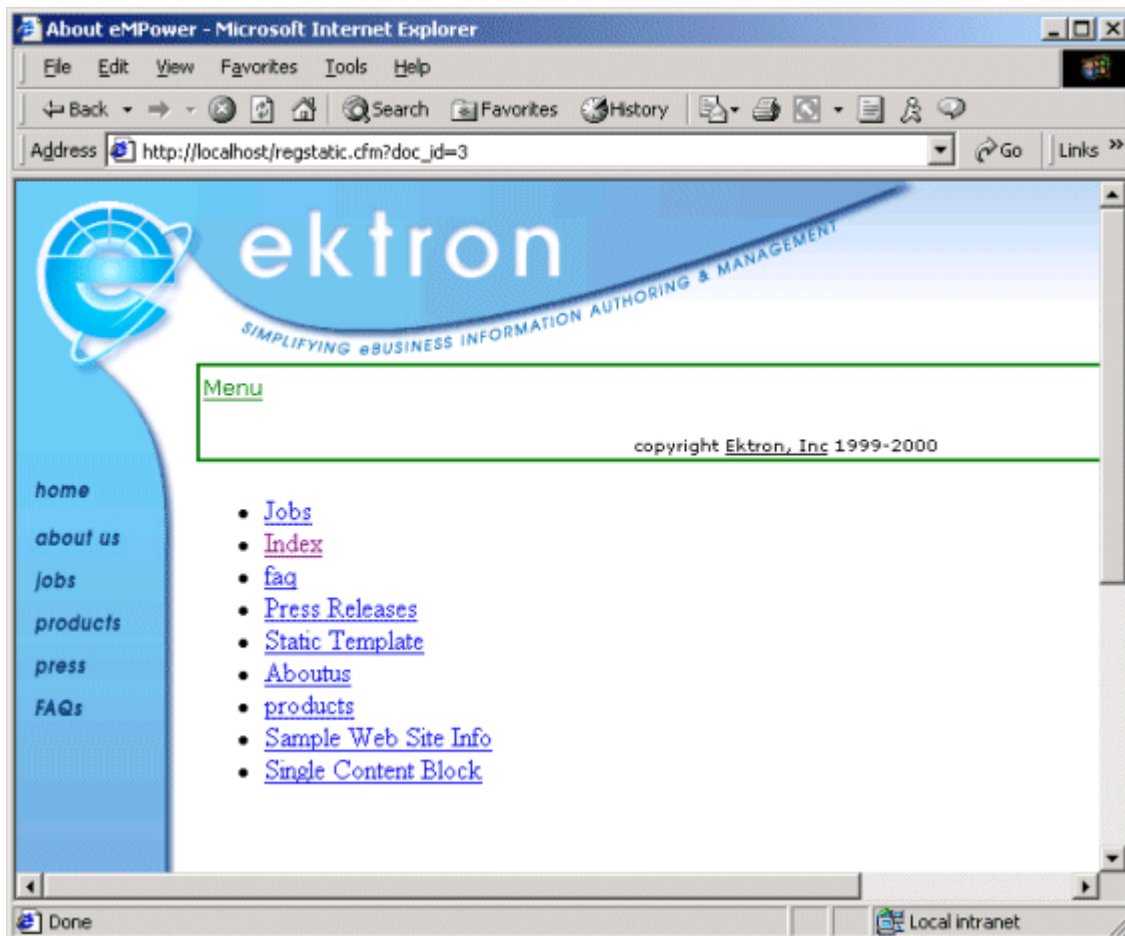 About eMPower - Microsoft Internet Explorer
File Edit View Favorites Tools Help
Back Search Favorites History
Address http://localhost/regstatic.cfm?doc_id=3 Go Links »
ektron
SIMPLIFYING eBUSINESS INFORMATION AUTHORING & MANAGEMENT
Menu
copyright Ektron, Inc 1999-2000
home
about us
jobs
products
press
FAQs
Jobs
Index
faq
Press Releases
Static Template
Aboutus
products
Sample Web Site Info
Single Content Block
Done Local intranet